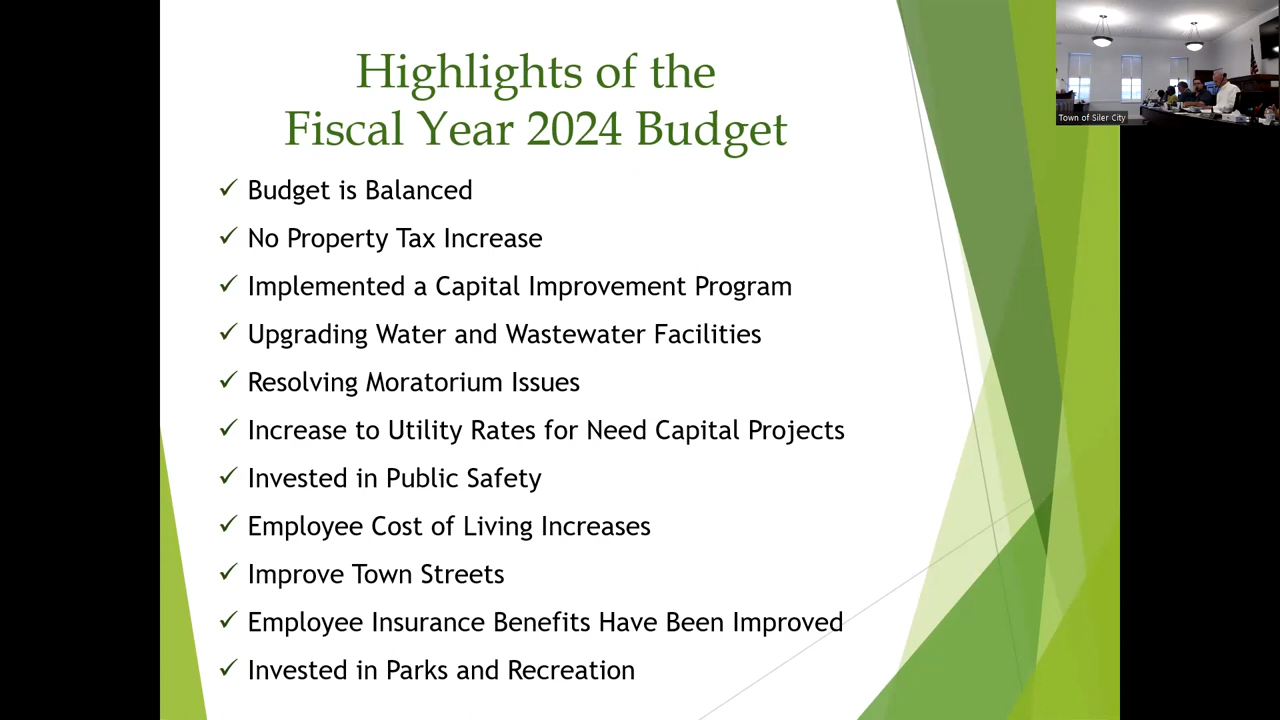 Highlights of the
Fiscal Year 2024 Budget
Town of Siler City
✓ Budget is Balanced
✓ No Property Tax Increase
✓ Implemented a Capital Improvement Program
✓ Upgrading Water and Wastewater Facilities
✓ Resolving Moratorium Issues
✓ Increase to Utility Rates for Need Capital Projects
✓ Invested in Public Safety
✓ Employee Cost of Living Increases
✓ Improve Town Streets
✓ Employee Insurance Benefits Have Been Improved
✓ Invested in Parks and Recreation